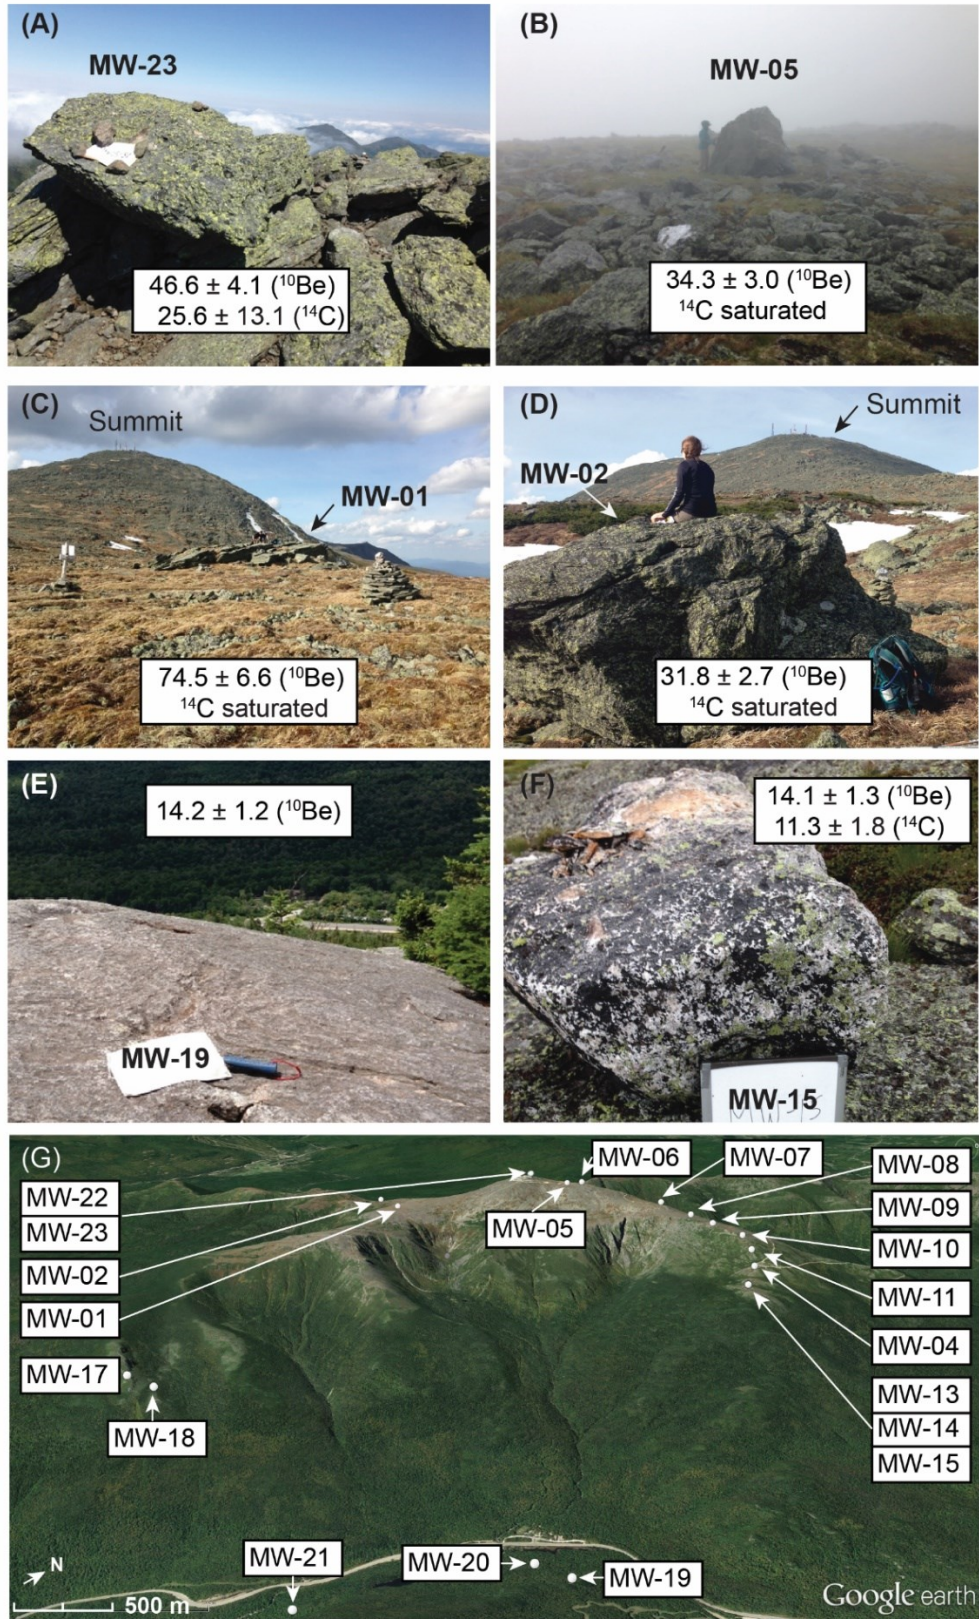 (A)
MW-23
46.6 ± 4.1 (¹⁰Be)
25.6 ± 13.1 (¹⁴C)
(B)
MW-05
34.3 ± 3.0 (¹⁰Be)
¹⁴C saturated
(C)
Summit
MW-01
74.5 ± 6.6 (¹⁰Be)
¹⁴C saturated
(D)
Summit
MW-02
31.8 ± 2.7 (¹⁰Be)
¹⁴C saturated
(E)
14.2 ± 1.2 (¹⁰Be)
MW-19
(F)
14.1 ± 1.3 (¹⁰Be)
11.3 ± 1.8 (¹⁴C)
MW-15
MW-15
(G)
MW-06
MW-07
MW-08
MW-22
MW-05
MW-09
MW-23
MW-10
MW-02
MW-11
MW-01
MW-04
MW-17
MW-13
MW-18
MW-14
MW-15
MW-21
MW-20
MW-19
N
500 m
Google earth